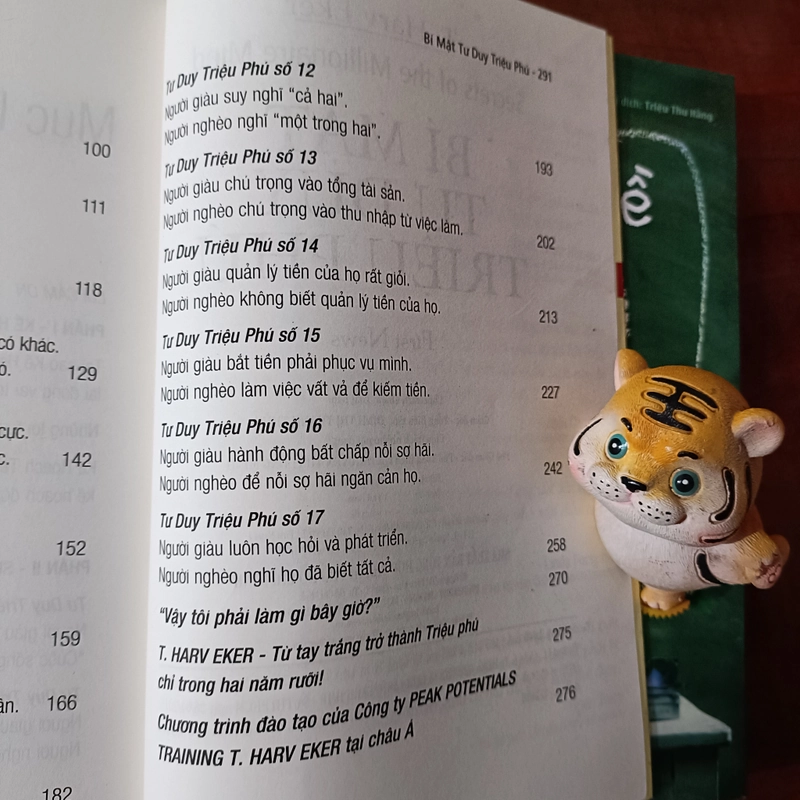 100
111
118
có khác.
129
cực.
142
152
159
166
182
Bí Mật Tư Duy Triệu Phú - 291
Tư Duy Triệu Phú số 12
Người giàu suy nghĩ “cả hai”.
Người nghèo nghĩ “một trong hai”. 193
Tư Duy Triệu Phú số 13
Người giàu chú trọng vào tổng tài sản.
Người nghèo chú trọng vào thu nhập từ việc làm. 202
Tư Duy Triệu Phú số 14
Người giàu quản lý tiền của họ rất giỏi.
Người nghèo không biết quản lý tiền của họ. 213
Tư Duy Triệu Phú số 15
Người giàu bắt tiền phải phục vụ mình.
Người nghèo làm việc vất vả để kiếm tiền. 227
Tư Duy Triệu Phú số 16
Người giàu hành động bất chấp nỗi sợ hãi.
Người nghèo để nỗi sợ hãi ngăn cản họ. 242
Tư Duy Triệu Phú số 17
Người giàu luôn học hỏi và phát triển.
Người nghèo nghĩ họ đã biết tất cả. 258
“Vậy tôi phải làm gì bây giờ?” 270
T. HARV EKER - Từ tay trắng trở thành Triệu phú
chỉ trong hai năm rưỡi! 275
Chương trình đào tạo của Công ty PEAK POTENTIALS
TRAINING T. HARV EKER tại châu Á 276
dịch: Triệu Thu Hằng